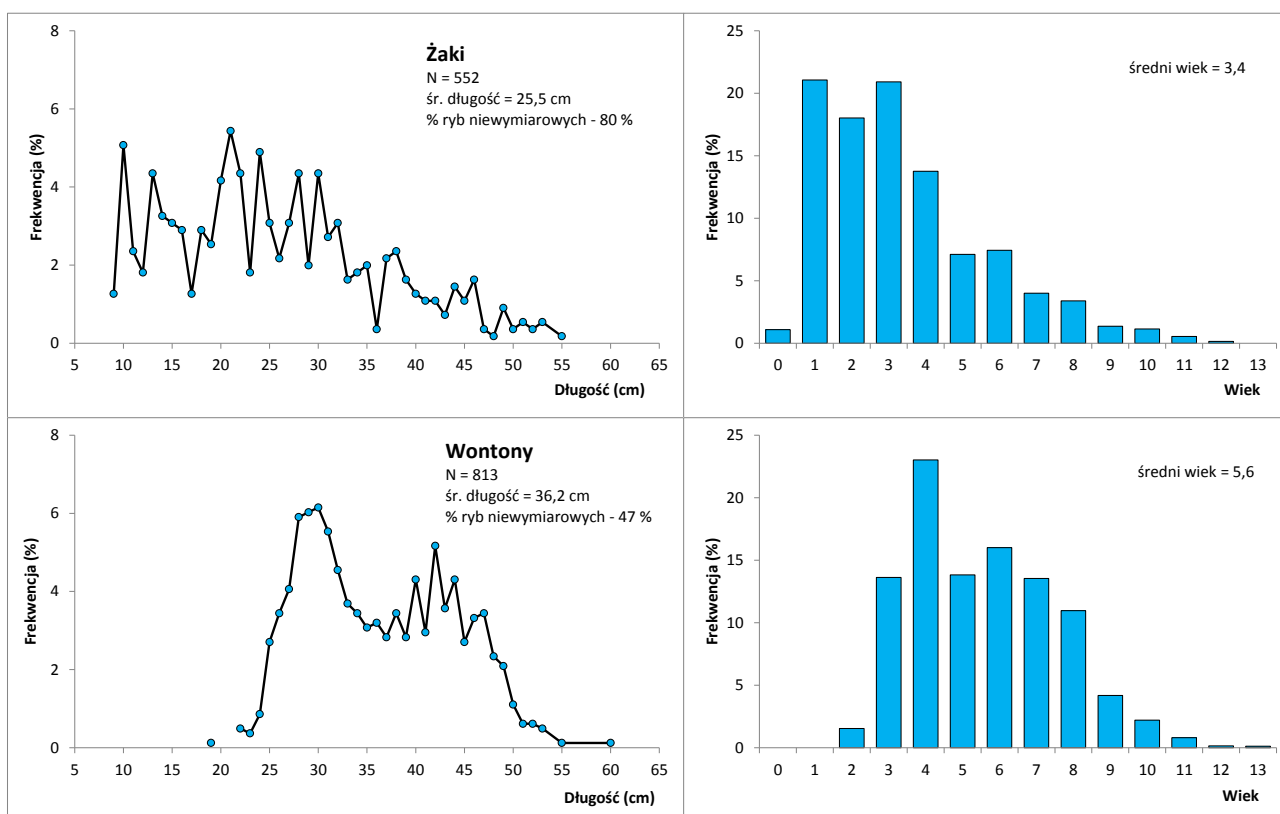 Żaki
N = 552
śr. długość = 25,5 cm
% ryb niewymiarowych - 80 %
Frekwencja (%)
8
6
4
2
0
5 10 15 20 25 30 35 40 45 50 55 60 65
Długość (cm)
średni wiek = 3,4
Frekwencja (%)
25
20
15
10
5
0
0 1 2 3 4 5 6 7 8 9 10 11 12 13
Wiek
Wontony
N = 813
śr. długość = 36,2 cm
% ryb niewymiarowych - 47 %
Frekwencja (%)
8
6
4
2
0
5 10 15 20 25 30 35 40 45 50 55 60 65
Długość (cm)
średni wiek = 5,6
Frekwencja (%)
25
20
15
10
5
0
0 1 2 3 4 5 6 7 8 9 10 11 12 13
Wiek